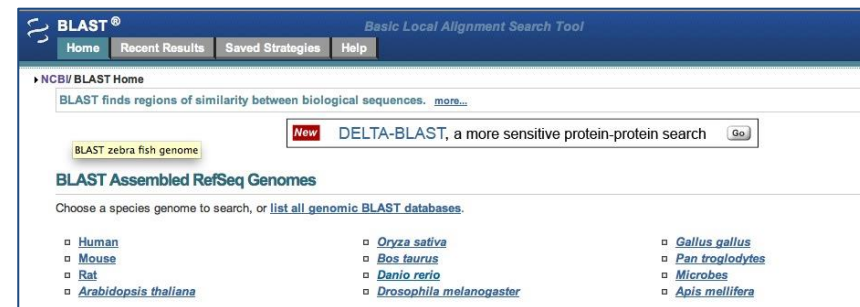 BLAST® Basic Local Alignment Search Tool
Home Recent Results Saved Strategies Help
NCBI/ BLAST Home
BLAST finds regions of similarity between biological sequences. more...
New DELTA-BLAST, a more sensitive protein-protein search Go
BLAST zebra fish genome
BLAST Assembled RefSeq Genomes
Choose a species genome to search, or list all genomic BLAST databases.
Human Oryza sativa Gallus gallus
Mouse Bos taurus Pan troglodytes
Rat Danio rerio Microbes
Arabidopsis thaliana Drosophila melanogaster Apis mellifera